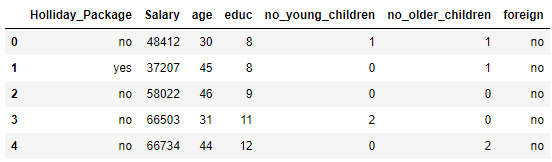 Holliday_Package Salary age educ no_young_children no_older_children foreign
0 no 48412 30 8 1 1 no
1 yes 37207 45 8 0 1 no
2 no 58022 46 9 0 0 no
3 no 66503 31 11 2 0 no
4 no 66734 44 12 0 2 no